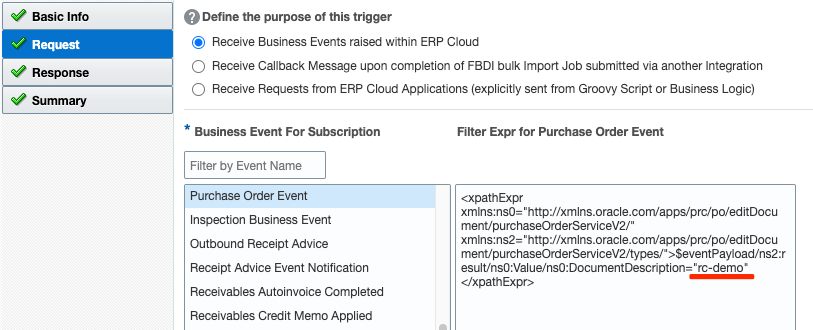 Basic Info
Request
Response
Summary
? Define the purpose of this trigger
Receive Business Events raised within ERP Cloud
Receive Callback Message upon completion of FBDI bulk Import Job submitted via another Integration
Receive Requests from ERP Cloud Applications (explicitly sent from Groovy Script or Business Logic)
* Business Event For Subscription
Filter by Event Name
Purchase Order Event
Inspection Business Event
Outbound Receipt Advice
Receipt Advice Event Notification
Receivables Autoinvoice Completed
Receivables Credit Memo Applied
Filter Expr for Purchase Order Event
<xpathExpr
xmlns:ns0="http://xmlns.oracle.com/apps/prc/po/editDocu
ment/purchaseOrderServiceV2/"
xmlns:ns2="http://xmlns.oracle.com/apps/prc/po/editDocu
ment/purchaseOrderServiceV2/types/">$eventPayload/ns2:r
esult/ns0:Value/ns0:DocumentDescription="rc-demo"
</xpathExpr>